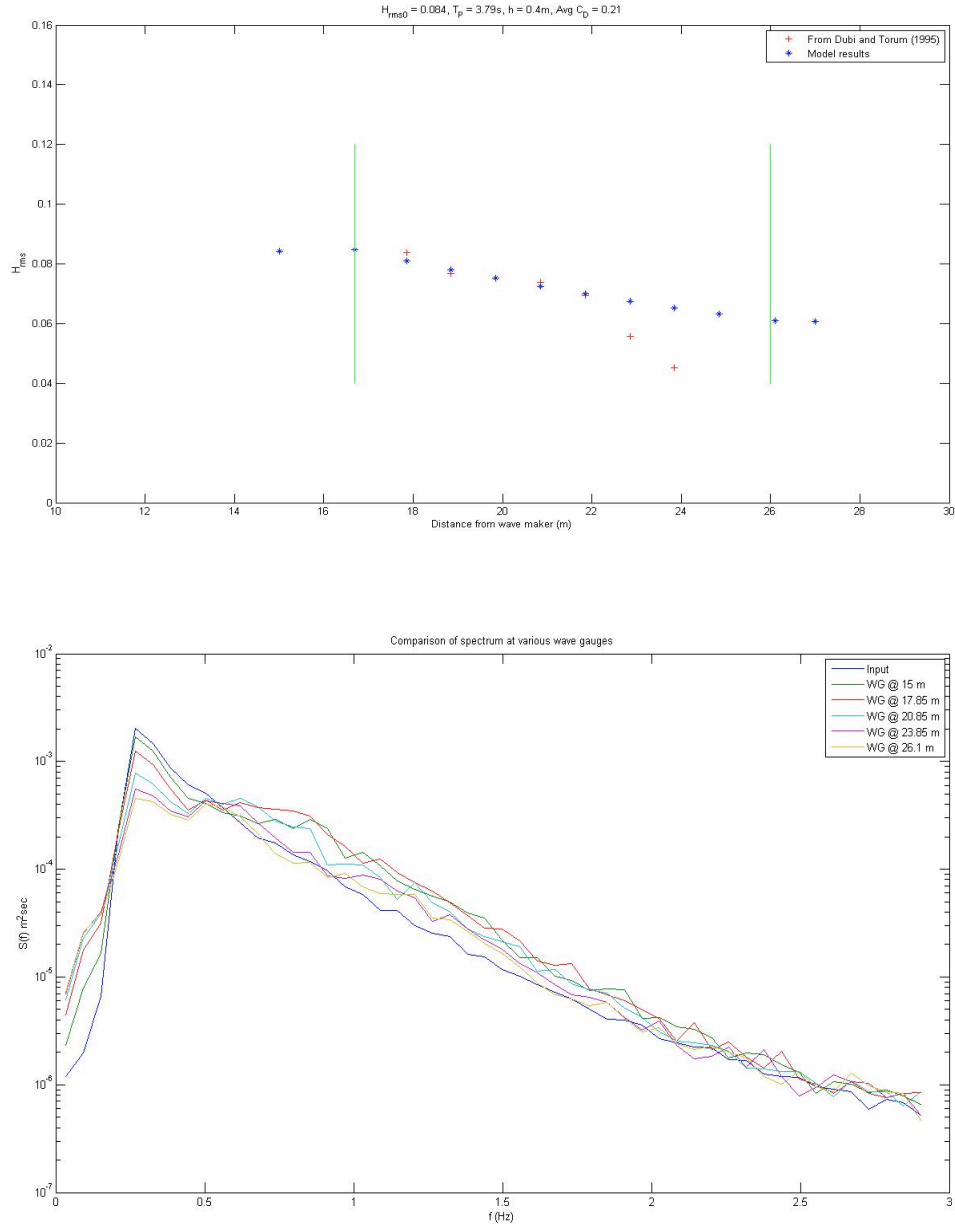 H_rms0 = 0.084, T_P = 3.79s, h = 0.4m, Avg C_D = 0.21
0.16
0.14
0.12
0.1
0.08
0.06
0.04
0.02
0
H_rms
From Dubi and Torum (1995)
Model results
10 12 14 16 18 20 22 24 26 28 30
Distance from wave maker (m)
Comparison of spectrum at various wave gauges
10^-2
10^-3
10^-4
10^-5
10^-6
10^-7
S(f) m^2sec
Input
WG @ 15 m
WG @ 17.85 m
WG @ 20.85 m
WG @ 23.85 m
WG @ 26.1 m
0 0.5 1 1.5 2 2.5 3
f (Hz)